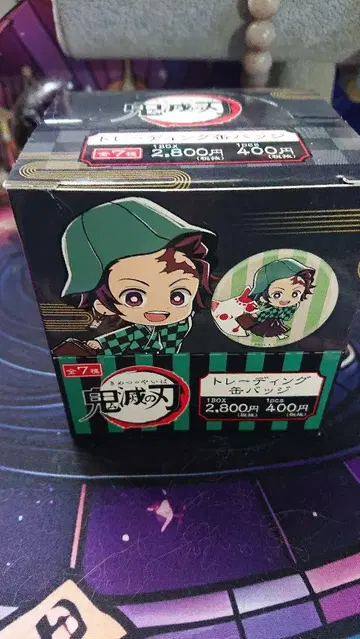 鬼滅の刃
トレーディング缶バッジ
全7種
1BOX
2,800円
(税抜)
1pcs
400円
(税抜)
全7種
きめつのやいば
鬼滅の刃
トレーディング
缶バッジ
1BOX
2,800円
(税抜)
1pcs
400円
(税抜)